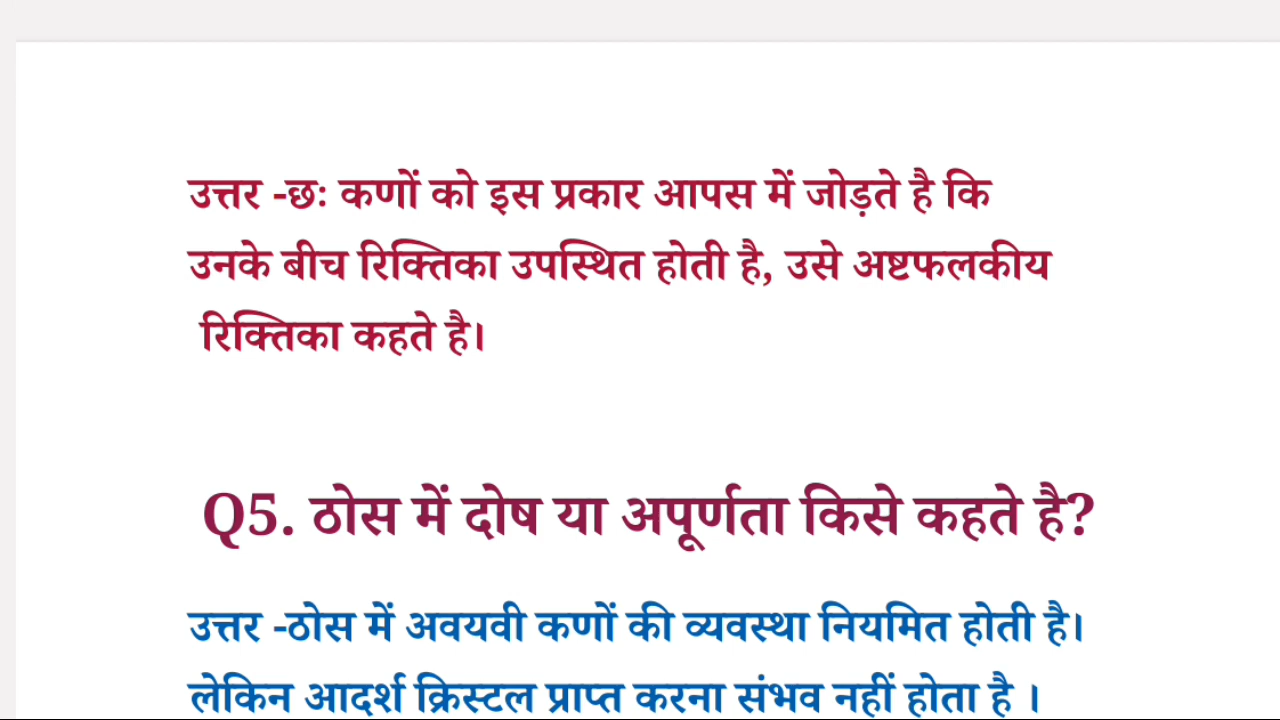 उत्तर -छः कणों को इस प्रकार आपस में जोड़ते है कि
उनके बीच रिक्तिका उपस्थित होती है, उसे अष्टफलकीय
रिक्तिका कहते है।
Q5. ठोस में दोष या अपूर्णता किसे कहते है?
उत्तर -ठोस में अवयवी कणों की व्यवस्था नियमित होती है।
लेकिन आदर्श क्रिस्टल प्राप्त करना संभव नहीं होता है ।